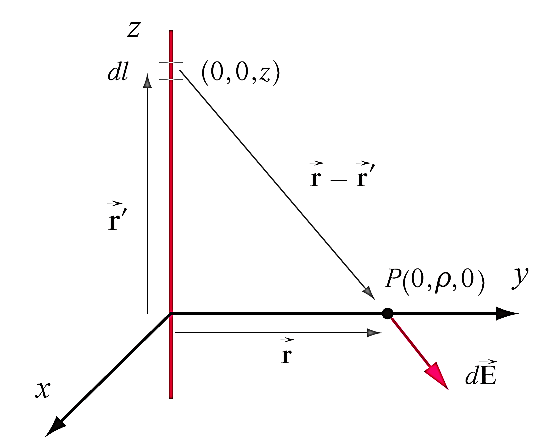 z
dl (0,0,z)
r⃗ − r⃗′
r⃗′
P(0,ρ,0) y
r⃗
x dE⃗